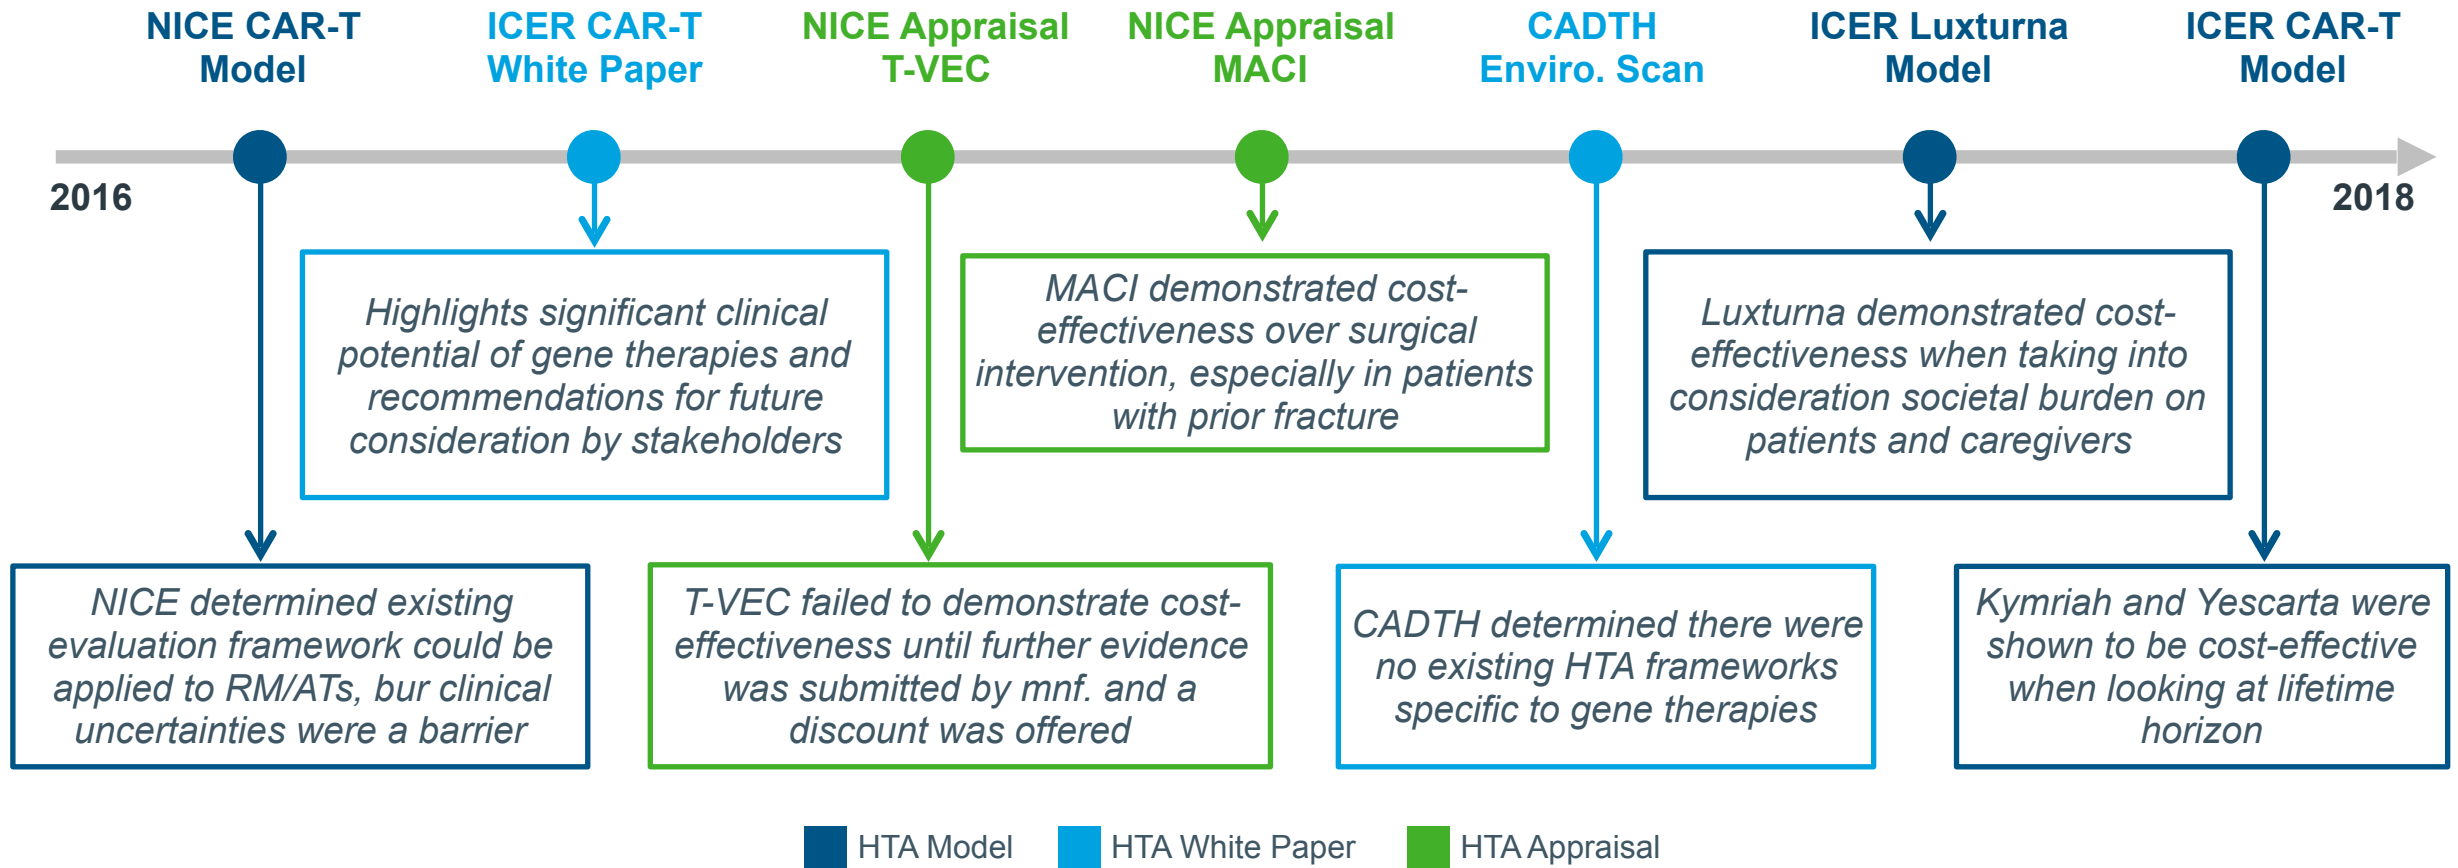 NICE CAR-T
Model
ICER CAR-T
White Paper
NICE Appraisal
T-VEC
NICE Appraisal
MACI
CADTH
Enviro. Scan
ICER Luxturna
Model
ICER CAR-T
Model
2016
2018
Highlights significant clinical
potential of gene therapies and
recommendations for future
consideration by stakeholders
MACI demonstrated cost-
effectiveness over surgical
intervention, especially in patients
with prior fracture
Luxturna demonstrated cost-
effectiveness when taking into
consideration societal burden on
patients and caregivers
NICE determined existing
evaluation framework could be
applied to RM/ATs, bur clinical
uncertainties were a barrier
T-VEC failed to demonstrate cost-
effectiveness until further evidence
was submitted by mnf. and a
discount was offered
CADTH determined there were
no existing HTA frameworks
specific to gene therapies
Kymriah and Yescarta were
shown to be cost-effective
when looking at lifetime
horizon
HTA Model
HTA White Paper
HTA Appraisal